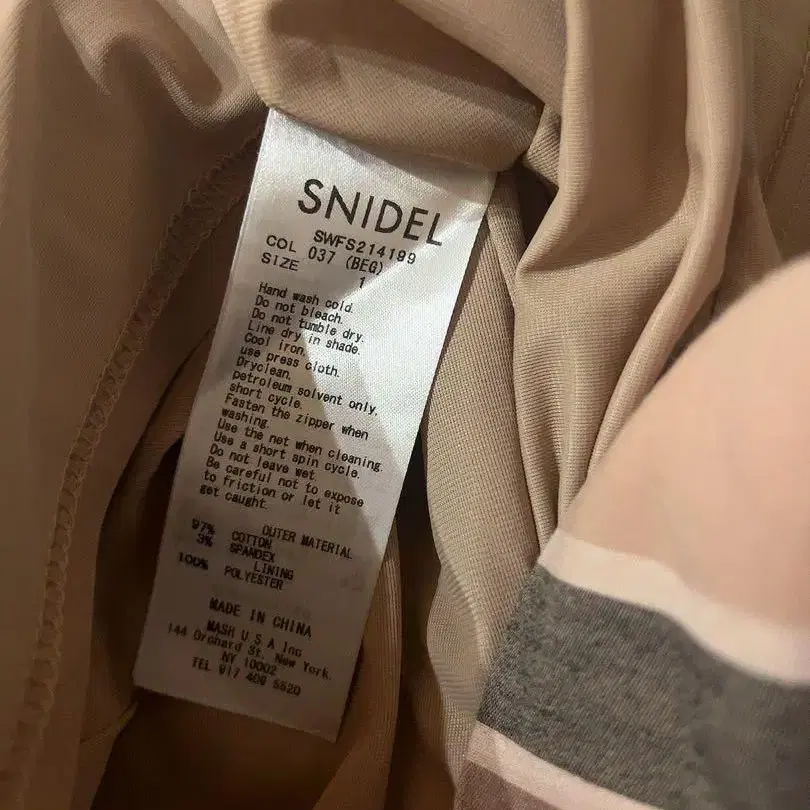 SNIDEL
SWFS214199
COL 037 (BEG)
SIZE 1
Hand wash cold.
Do not bleach.
Do not tumble dry.
Line dry in shade.
Cool iron.
use press cloth.
Dryclean.
petroleum solvent only.
short cycle.
Fasten the zipper when
washing.
Use the net when cleaning.
Use a short spin cycle.
Do not leave wet.
Be careful not to expose
to friction or let it
get caught.
OUTER MATERIAL
97% COTTON
3% SPANDEX
LINING
100% POLYESTER
MADE IN CHINA
MASH U S A Inc
144 Orchard St. New York.
NY 10002
TEL 917 409 5520